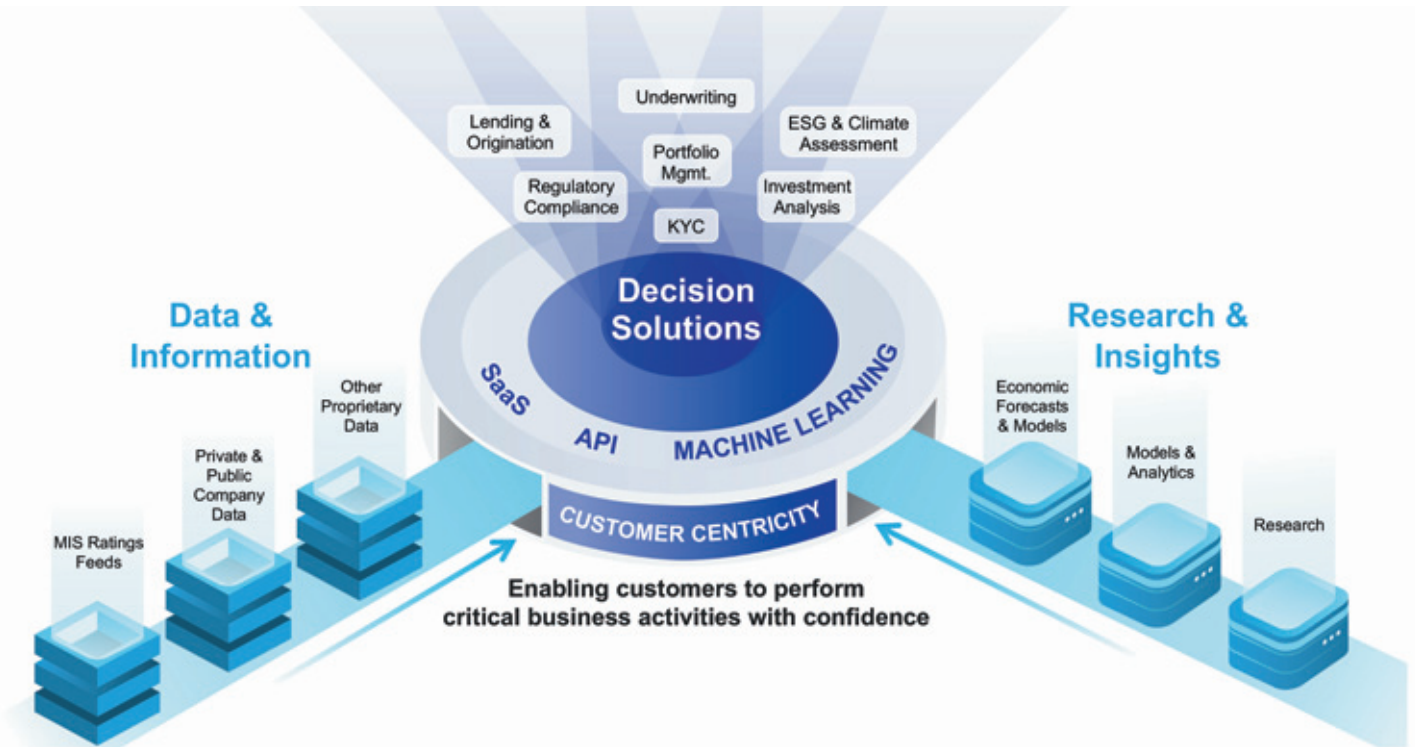 Underwriting
Lending &
Origination
ESG & Climate
Assessment
Portfolio
Mgmt.
Regulatory
Compliance
Investment
Analysis
KYC
Decision
Solutions
SaaS
API
MACHINE LEARNING
CUSTOMER CENTRICITY
Enabling customers to perform
critical business activities with confidence
Data &
Information
Other
Proprietary
Data
Private &
Public
Company
Data
MIS Ratings
Feeds
Research &
Insights
Economic
Forecasts
& Models
Models &
Analytics
Research